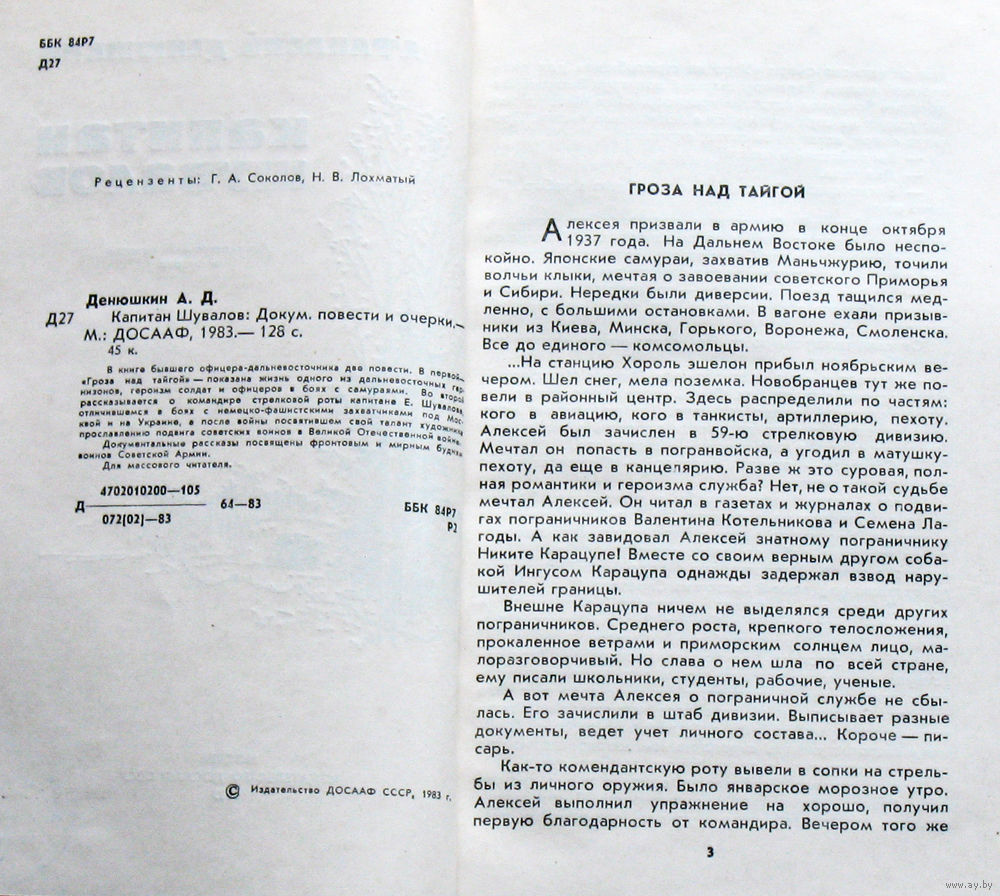 ББК 84Р7
Д27
Рецензенты: Г. А. Соколов, Н. В. Лохматый
Денюшкин А. Д.
Д27 Капитан Шувалов: Докум. повести и очерки.—
М.: ДОСААФ, 1983.— 128 с.
45 к.
В книге бывшего офицера-дальневосточника две повести. В первой—
«Гроза над тайгой» — показана жизнь одного из дальневосточных гар-
низонов, героизм солдат и офицеров в боях с самураями. Во второй
рассказывается о командире стрелковой роты капитане Е. Шувалове,
отличившемся в боях с немецко-фашистскими захватчиками под Мос-
квой и на Украине, а после войны посвятившем свой талант художника
прославлению подвига советских воинов в Великой Отечественной войне.
Документальные рассказы посвящены фронтовым и мирным будням
воинов Советской Армии.
Для массового читателя.
Д 4702010200—105 64—83
072(02)—83
ББК 84Р7
Р2
© Издательство ДОСААФ СССР, 1983 г.
ГРОЗА НАД ТАЙГОЙ
Алексея призвали в армию в конце октября
1937 года. На Дальнем Востоке было неспо-
койно. Японские самураи, захватив Маньчжурию, точили
волчьи клыки, мечтая о завоевании советского Приморья
и Сибири. Нередки были диверсии. Поезд тащился мед-
ленно, с большими остановками. В вагоне ехали призыв-
ники из Киева, Минска, Горького, Воронежа, Смоленска.
Все до единого — комсомольцы.
...На станцию Хороль эшелон прибыл ноябрьским ве-
чером. Шел снег, мела поземка. Новобранцев тут же по-
вели в районный центр. Здесь распределили по частям:
кого в авиацию, кого в танкисты, артиллерию, пехоту.
Алексей был зачислен в 59-ю стрелковую дивизию.
Мечтал он попасть в погранвойска, а угодил в матушку-
пехоту, да еще в канцелярию. Разве ж это суровая, пол-
ная романтики и героизма служба? Нет, не о такой судьбе
мечтал Алексей. Он читал в газетах и журналах о подви-
гах пограничников Валентина Котельникова и Семена Ла-
годы. А как завидовал Алексей знатному пограничнику
Никите Карацупе! Вместе со своим верным другом соба-
кой Ингусом Карацупа однажды задержал взвод нару-
шителей границы.
Внешне Карацупа ничем не выделялся среди других
пограничников. Среднего роста, крепкого телосложения,
прокаленное ветрами и приморским солнцем лицо, ма-
лоразговорчивый. Но слава о нем шла по всей стране,
ему писали школьники, студенты, рабочие, ученые.
А вот мечта Алексея о пограничной службе не сбы-
лась. Его зачислили в штаб дивизии. Выписывает разные
документы, ведет учет личного состава... Короче — пи-
сарь.
Как-то комендантскую роту вывели в сопки на стрель-
бы из личного оружия. Было январское морозное утро.
Алексей выполнил упражнение на хорошо, получил
первую благодарность от командира. Вечером того же
3
www.ay.by